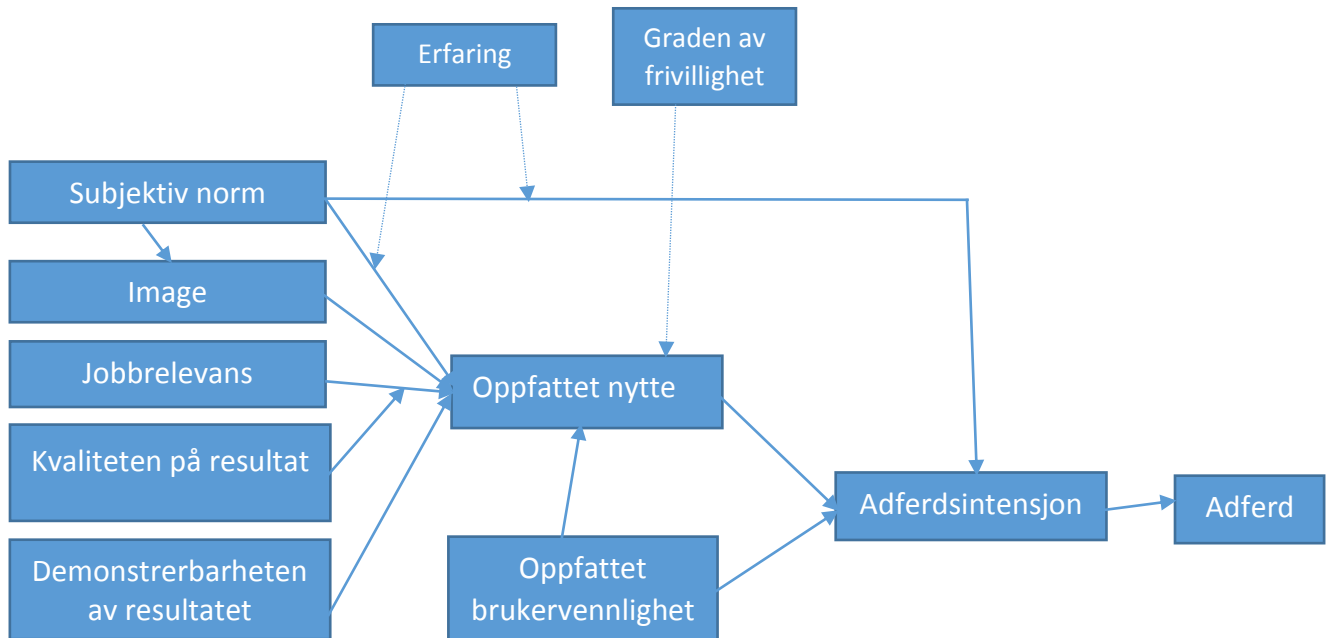 Erfaring
Graden av
frivillighet
Subjektiv norm
Image
Jobbrelevans
Oppfattet nytte
Kvaliteten på resultat
Adferdsintensjon
Adferd
Demonstrerbarheten
av resultatet
Oppfattet
brukervennlighet